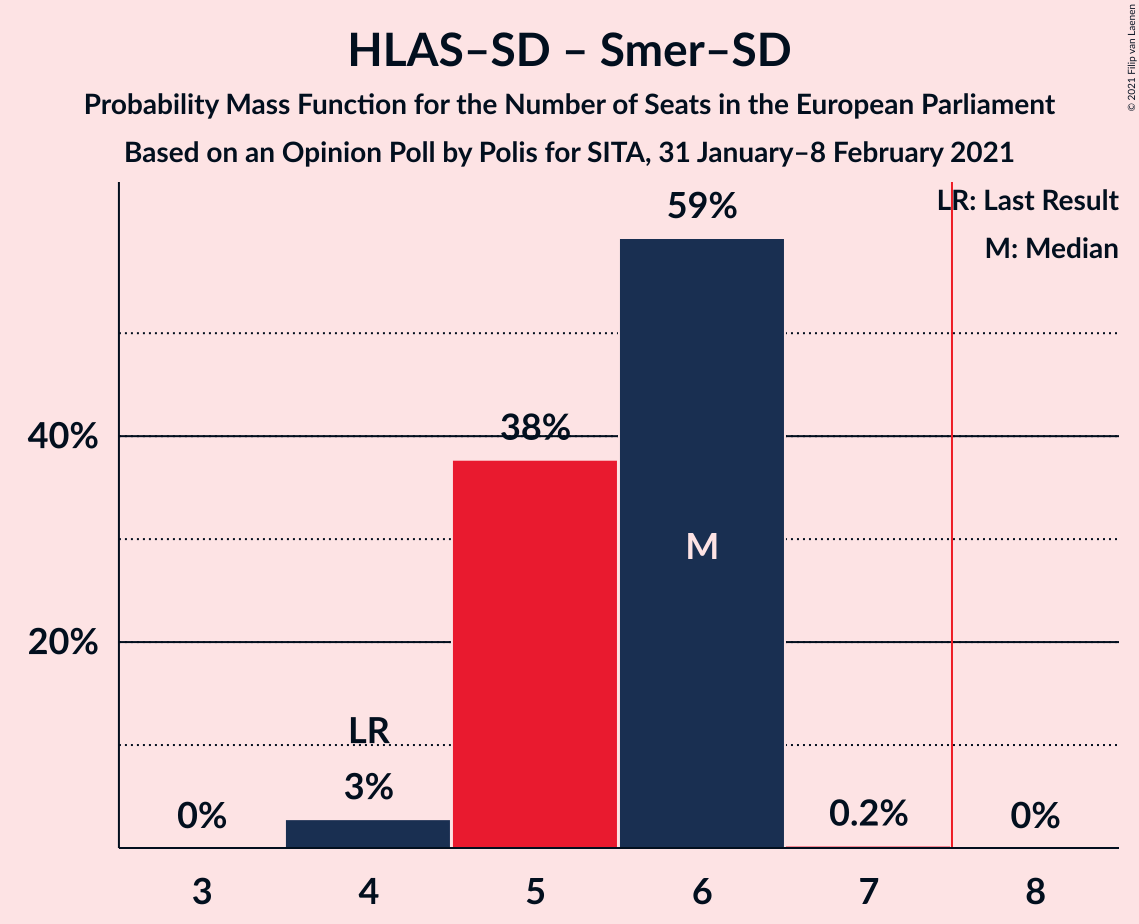 HLAS–SD – Smer–SD
Probability Mass Function for the Number of Seats in the European Parliament
Based on an Opinion Poll by Polis for SITA, 31 January–8 February 2021
© 2021 Filip van Laenen
LR: Last Result
M: Median
59%
38%
40%
M
20%
LR
3%
0%
0.2%
0%
3 4 5 6 7 8